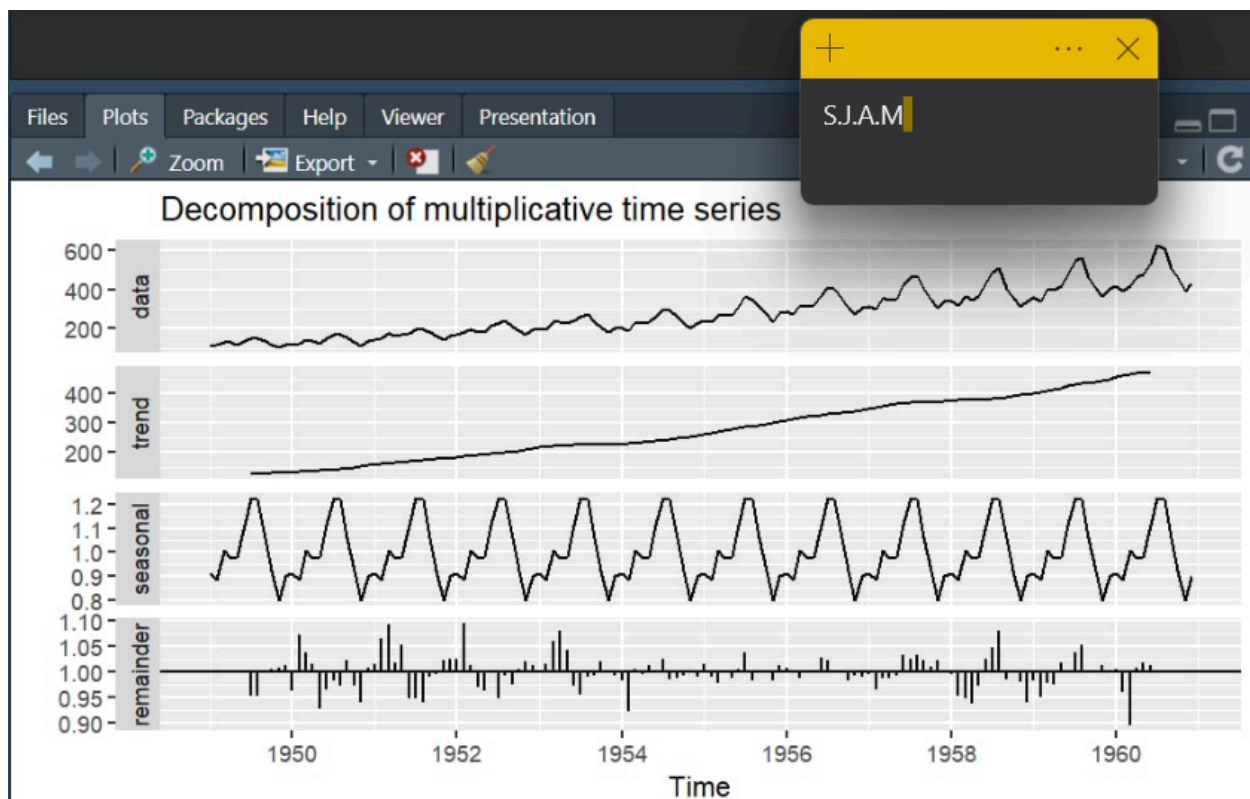 S.J.A.M
Files Plots Packages Help Viewer Presentation
Zoom Export
Decomposition of multiplicative time series
600
400
200
data
400
300
200
trend
1.2
1.1
1.0
0.9
0.8
seasonal
1.10
1.05
1.00
0.95
0.90
remainder
1950 1952 1954 1956 1958 1960
Time